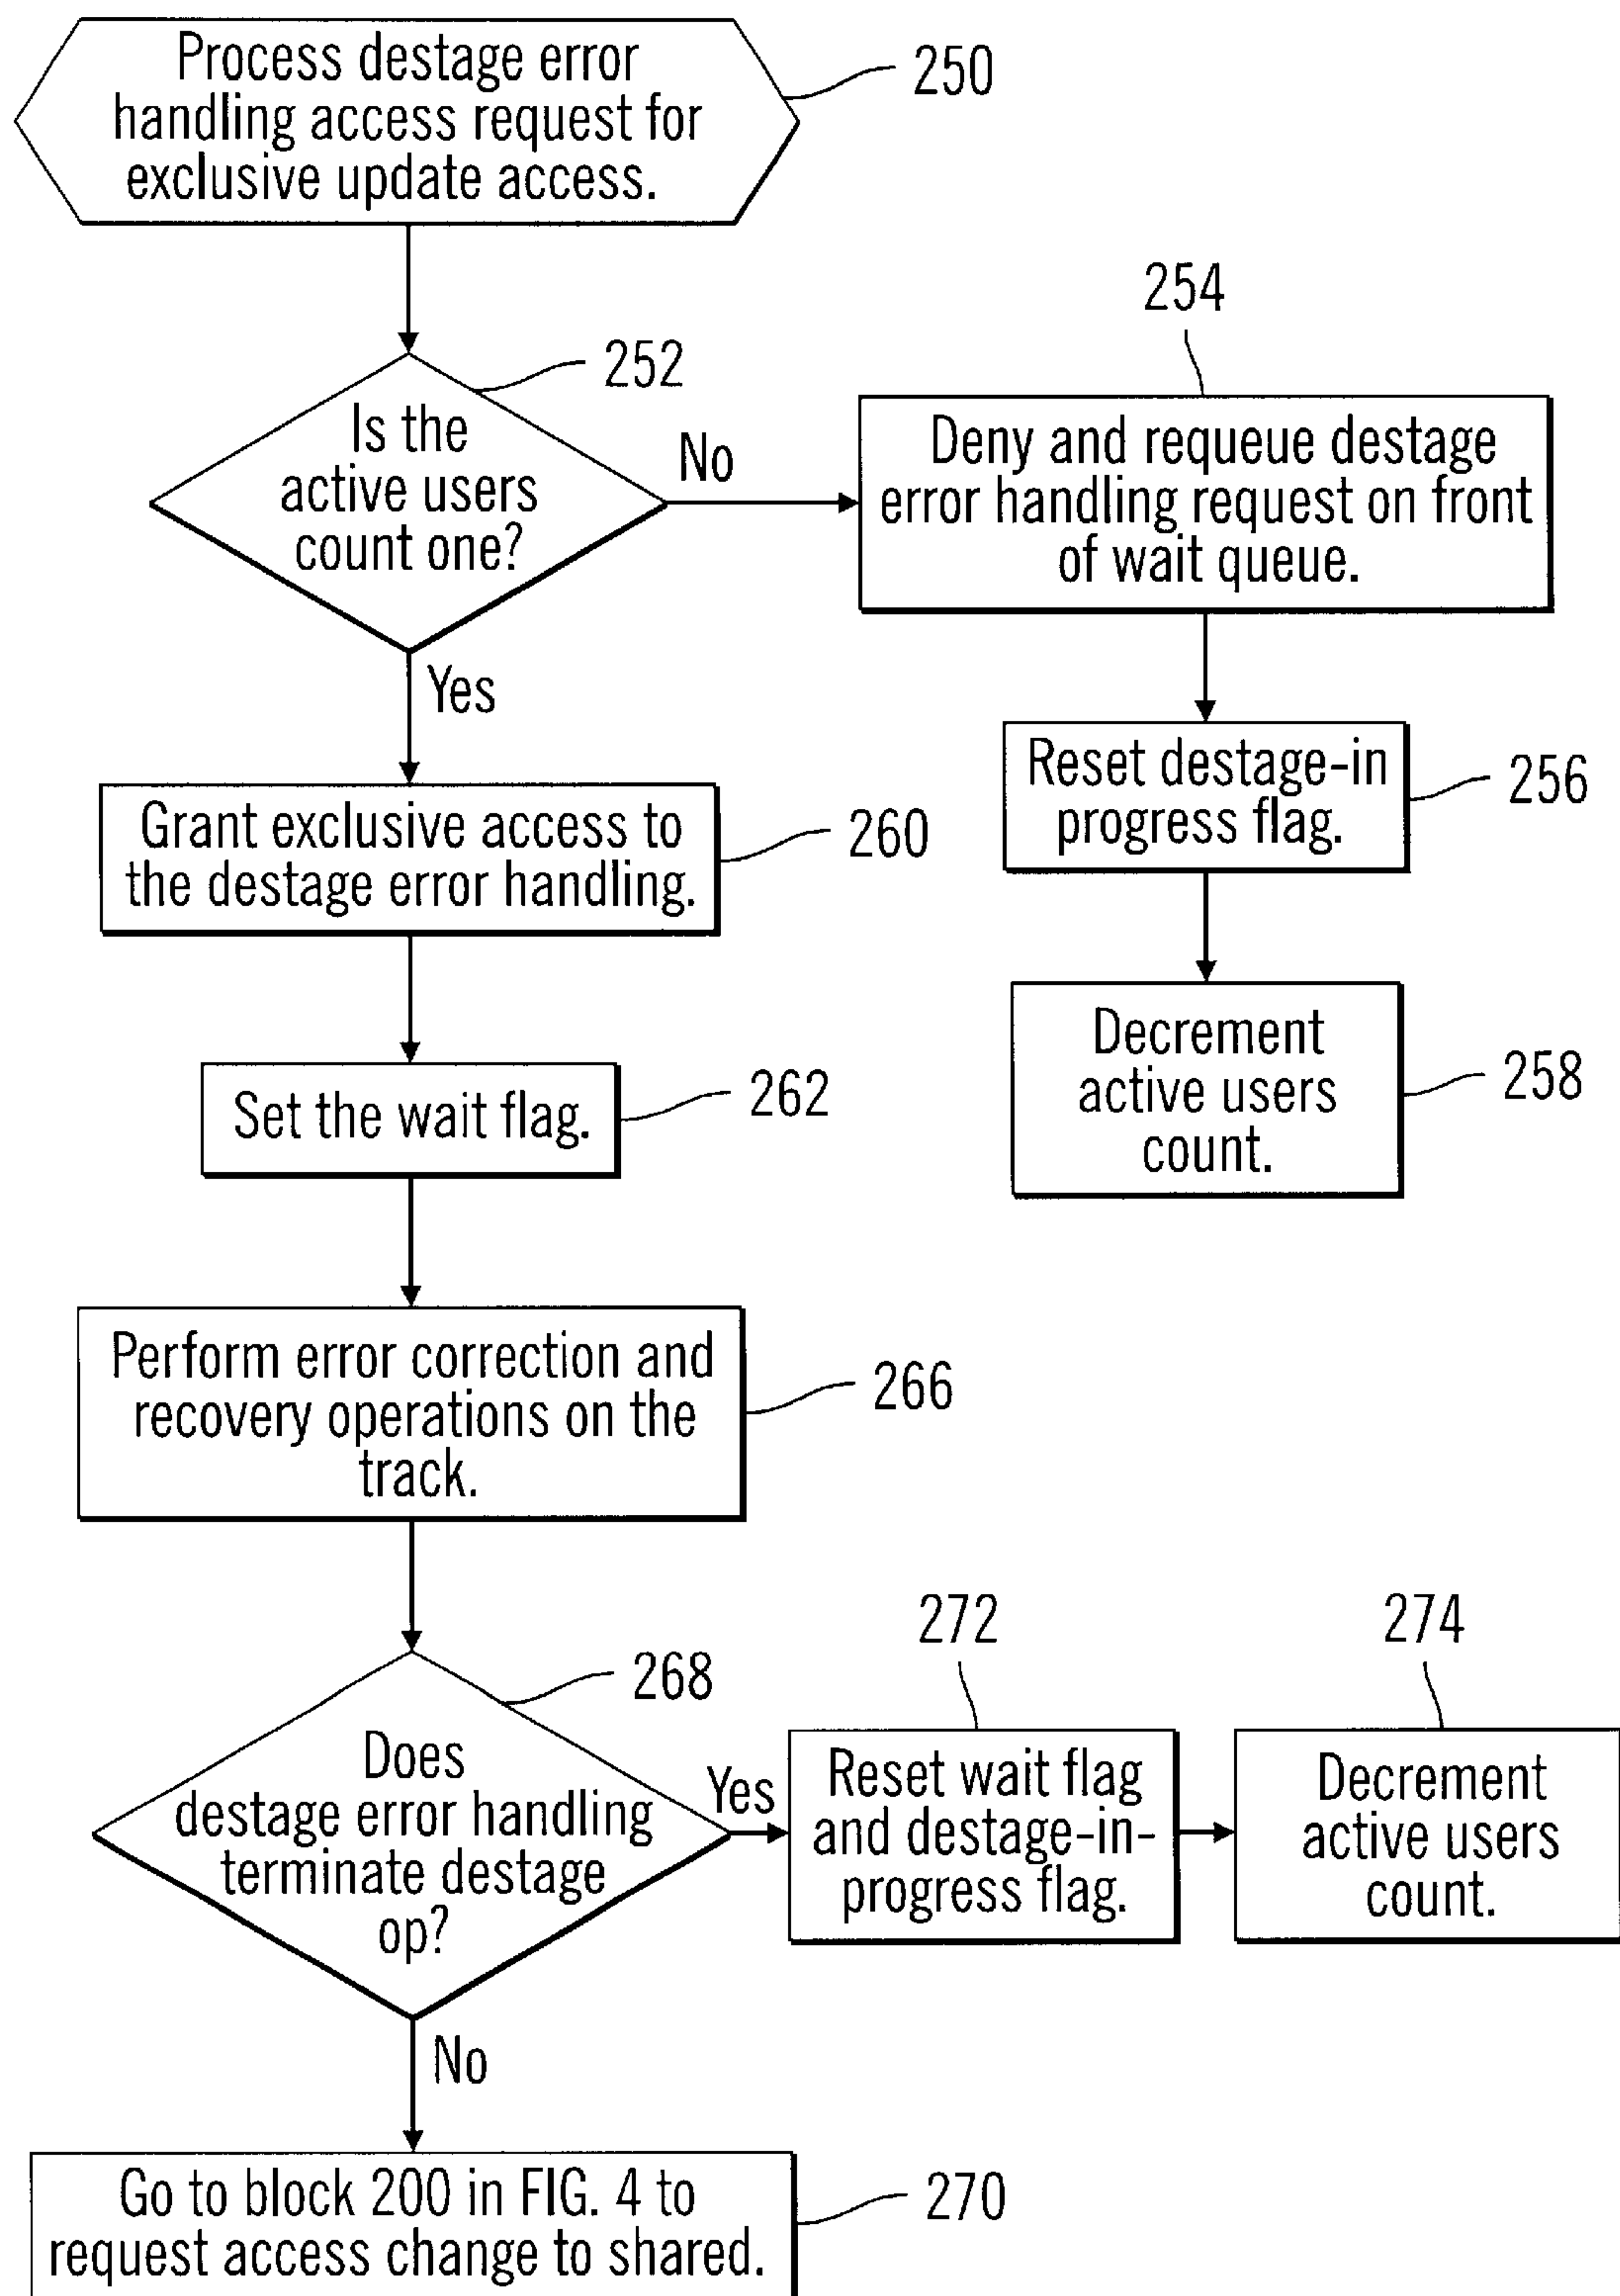 Process destage error
handling access request for
exclusive update access.
250
252
Is the
active users
count one?
No
Yes
254
Deny and requeue destage
error handling request on front
of wait queue.
Reset destage-in
progress flag.
256
Decrement
active users
count.
258
Grant exclusive access to
the destage error handling.
260
Set the wait flag.
262
Perform error correction and
recovery operations on the
track.
266
268
Does
destage error handling
terminate destage
op?
Yes
No
272
Reset wait flag
and destage-in-
progress flag.
274
Decrement
active users
count.
Go to block 200 in FIG. 4 to
request access change to shared.
270